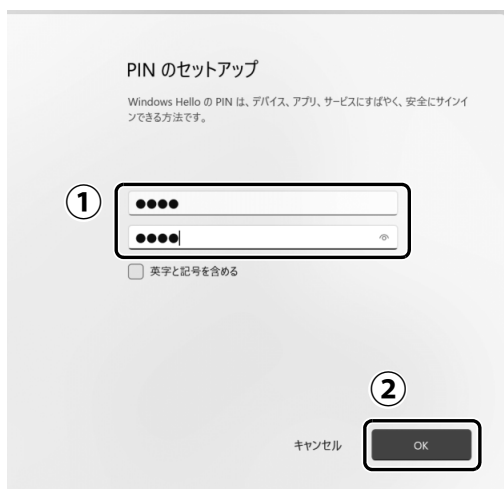 PIN のセットアップ
Windows Hello の PIN は、デバイス、アプリ、サービスにすばやく、安全にサインイ
ンできる方法です。
①
●●●●
●●●●
英字と記号を含める
②
キャンセル
OK